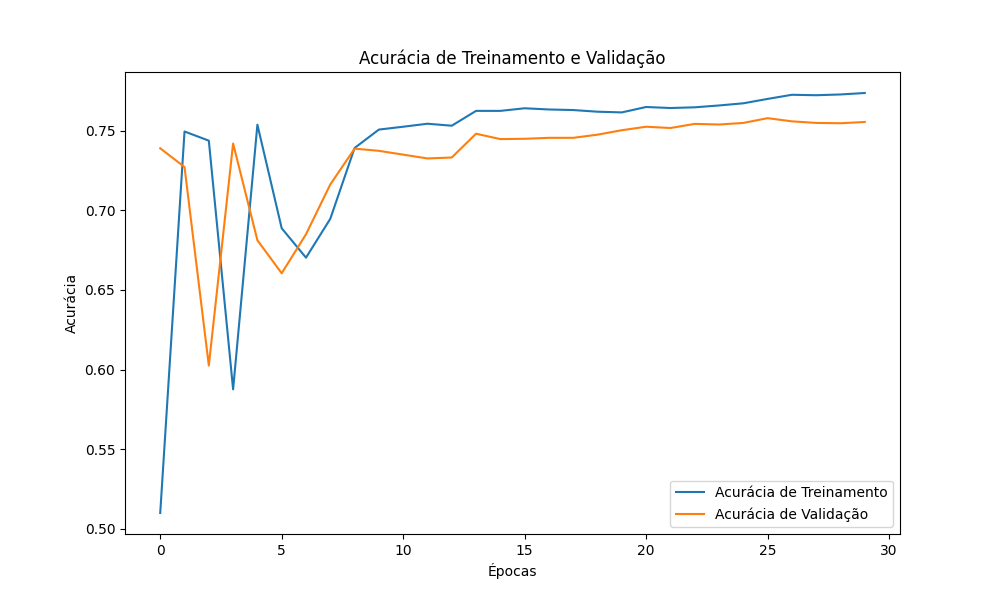 Acurácia de Treinamento e Validação
Acurácia
0.75
0.70
0.65
0.60
0.55
0.50
0 5 10 15 20 25 30
Épocas
Acurácia de Treinamento
Acurácia de Validação